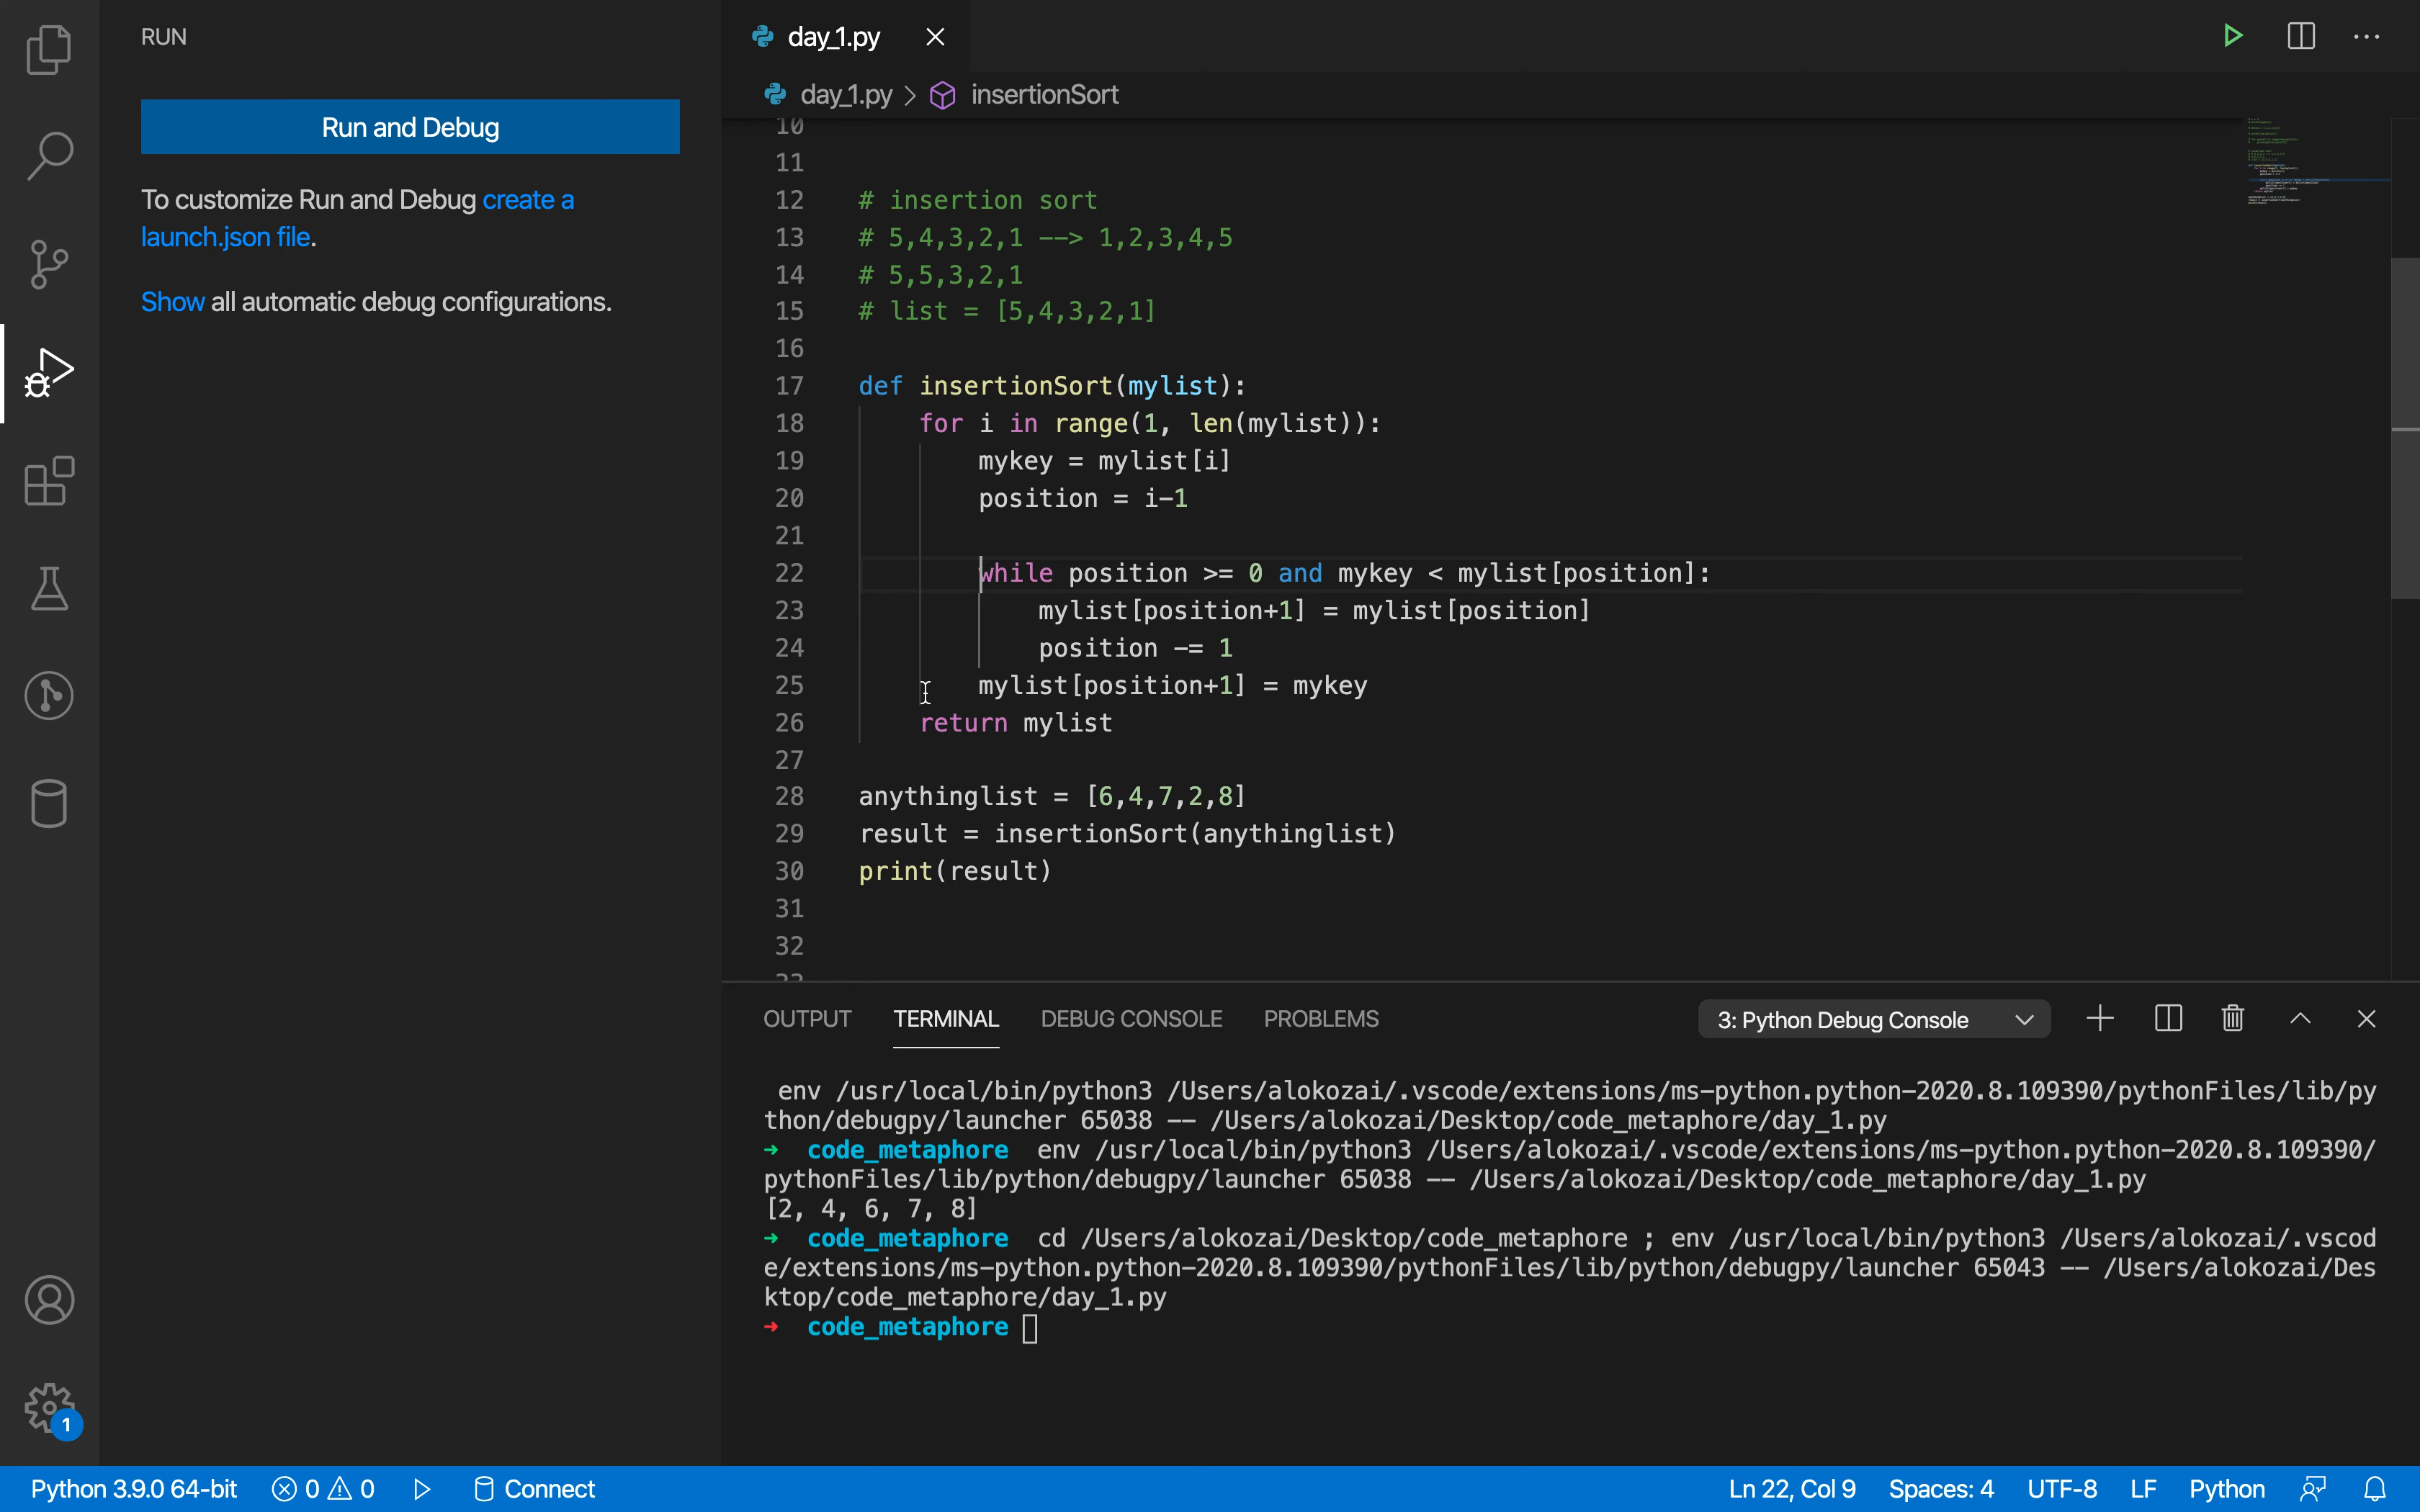 RUN
Run and Debug
To customize Run and Debug create a
launch.json file.
Show all automatic debug configurations.
day_1.py
day_1.py > insertionSort
10
11
12 # insertion sort
13 # 5,4,3,2,1 --> 1,2,3,4,5
14 # 5,5,3,2,1
15 # list = [5,4,3,2,1]
16
17 def insertionSort(mylist):
18 for i in range(1, len(mylist)):
19 mykey = mylist[i]
20 position = i-1
21
22 while position >= 0 and mykey < mylist[position]:
23 mylist[position+1] = mylist[position]
24 position -= 1
25 mylist[position+1] = mykey
26 return mylist
27
28 anythinglist = [6,4,7,2,8]
29 result = insertionSort(anythinglist)
30 print(result)
31
32
OUTPUT TERMINAL DEBUG CONSOLE PROBLEMS 3: Python Debug Console
env /usr/local/bin/python3 /Users/alokozai/.vscode/extensions/ms-python.python-2020.8.109390/pythonFiles/lib/py
thon/debugpy/launcher 65038 -- /Users/alokozai/Desktop/code_metaphore/day_1.py
➜ code_metaphore env /usr/local/bin/python3 /Users/alokozai/.vscode/extensions/ms-python.python-2020.8.109390/
pythonFiles/lib/python/debugpy/launcher 65038 -- /Users/alokozai/Desktop/code_metaphore/day_1.py
[2, 4, 6, 7, 8]
➜ code_metaphore cd /Users/alokozai/Desktop/code_metaphore ; env /usr/local/bin/python3 /Users/alokozai/.vscod
e/extensions/ms-python.python-2020.8.109390/pythonFiles/lib/python/debugpy/launcher 65043 -- /Users/alokozai/Des
ktop/code_metaphore/day_1.py
➜ code_metaphore
1
Python 3.9.0 64-bit 0 0 Connect Ln 22, Col 9 Spaces: 4 UTF-8 LF Python